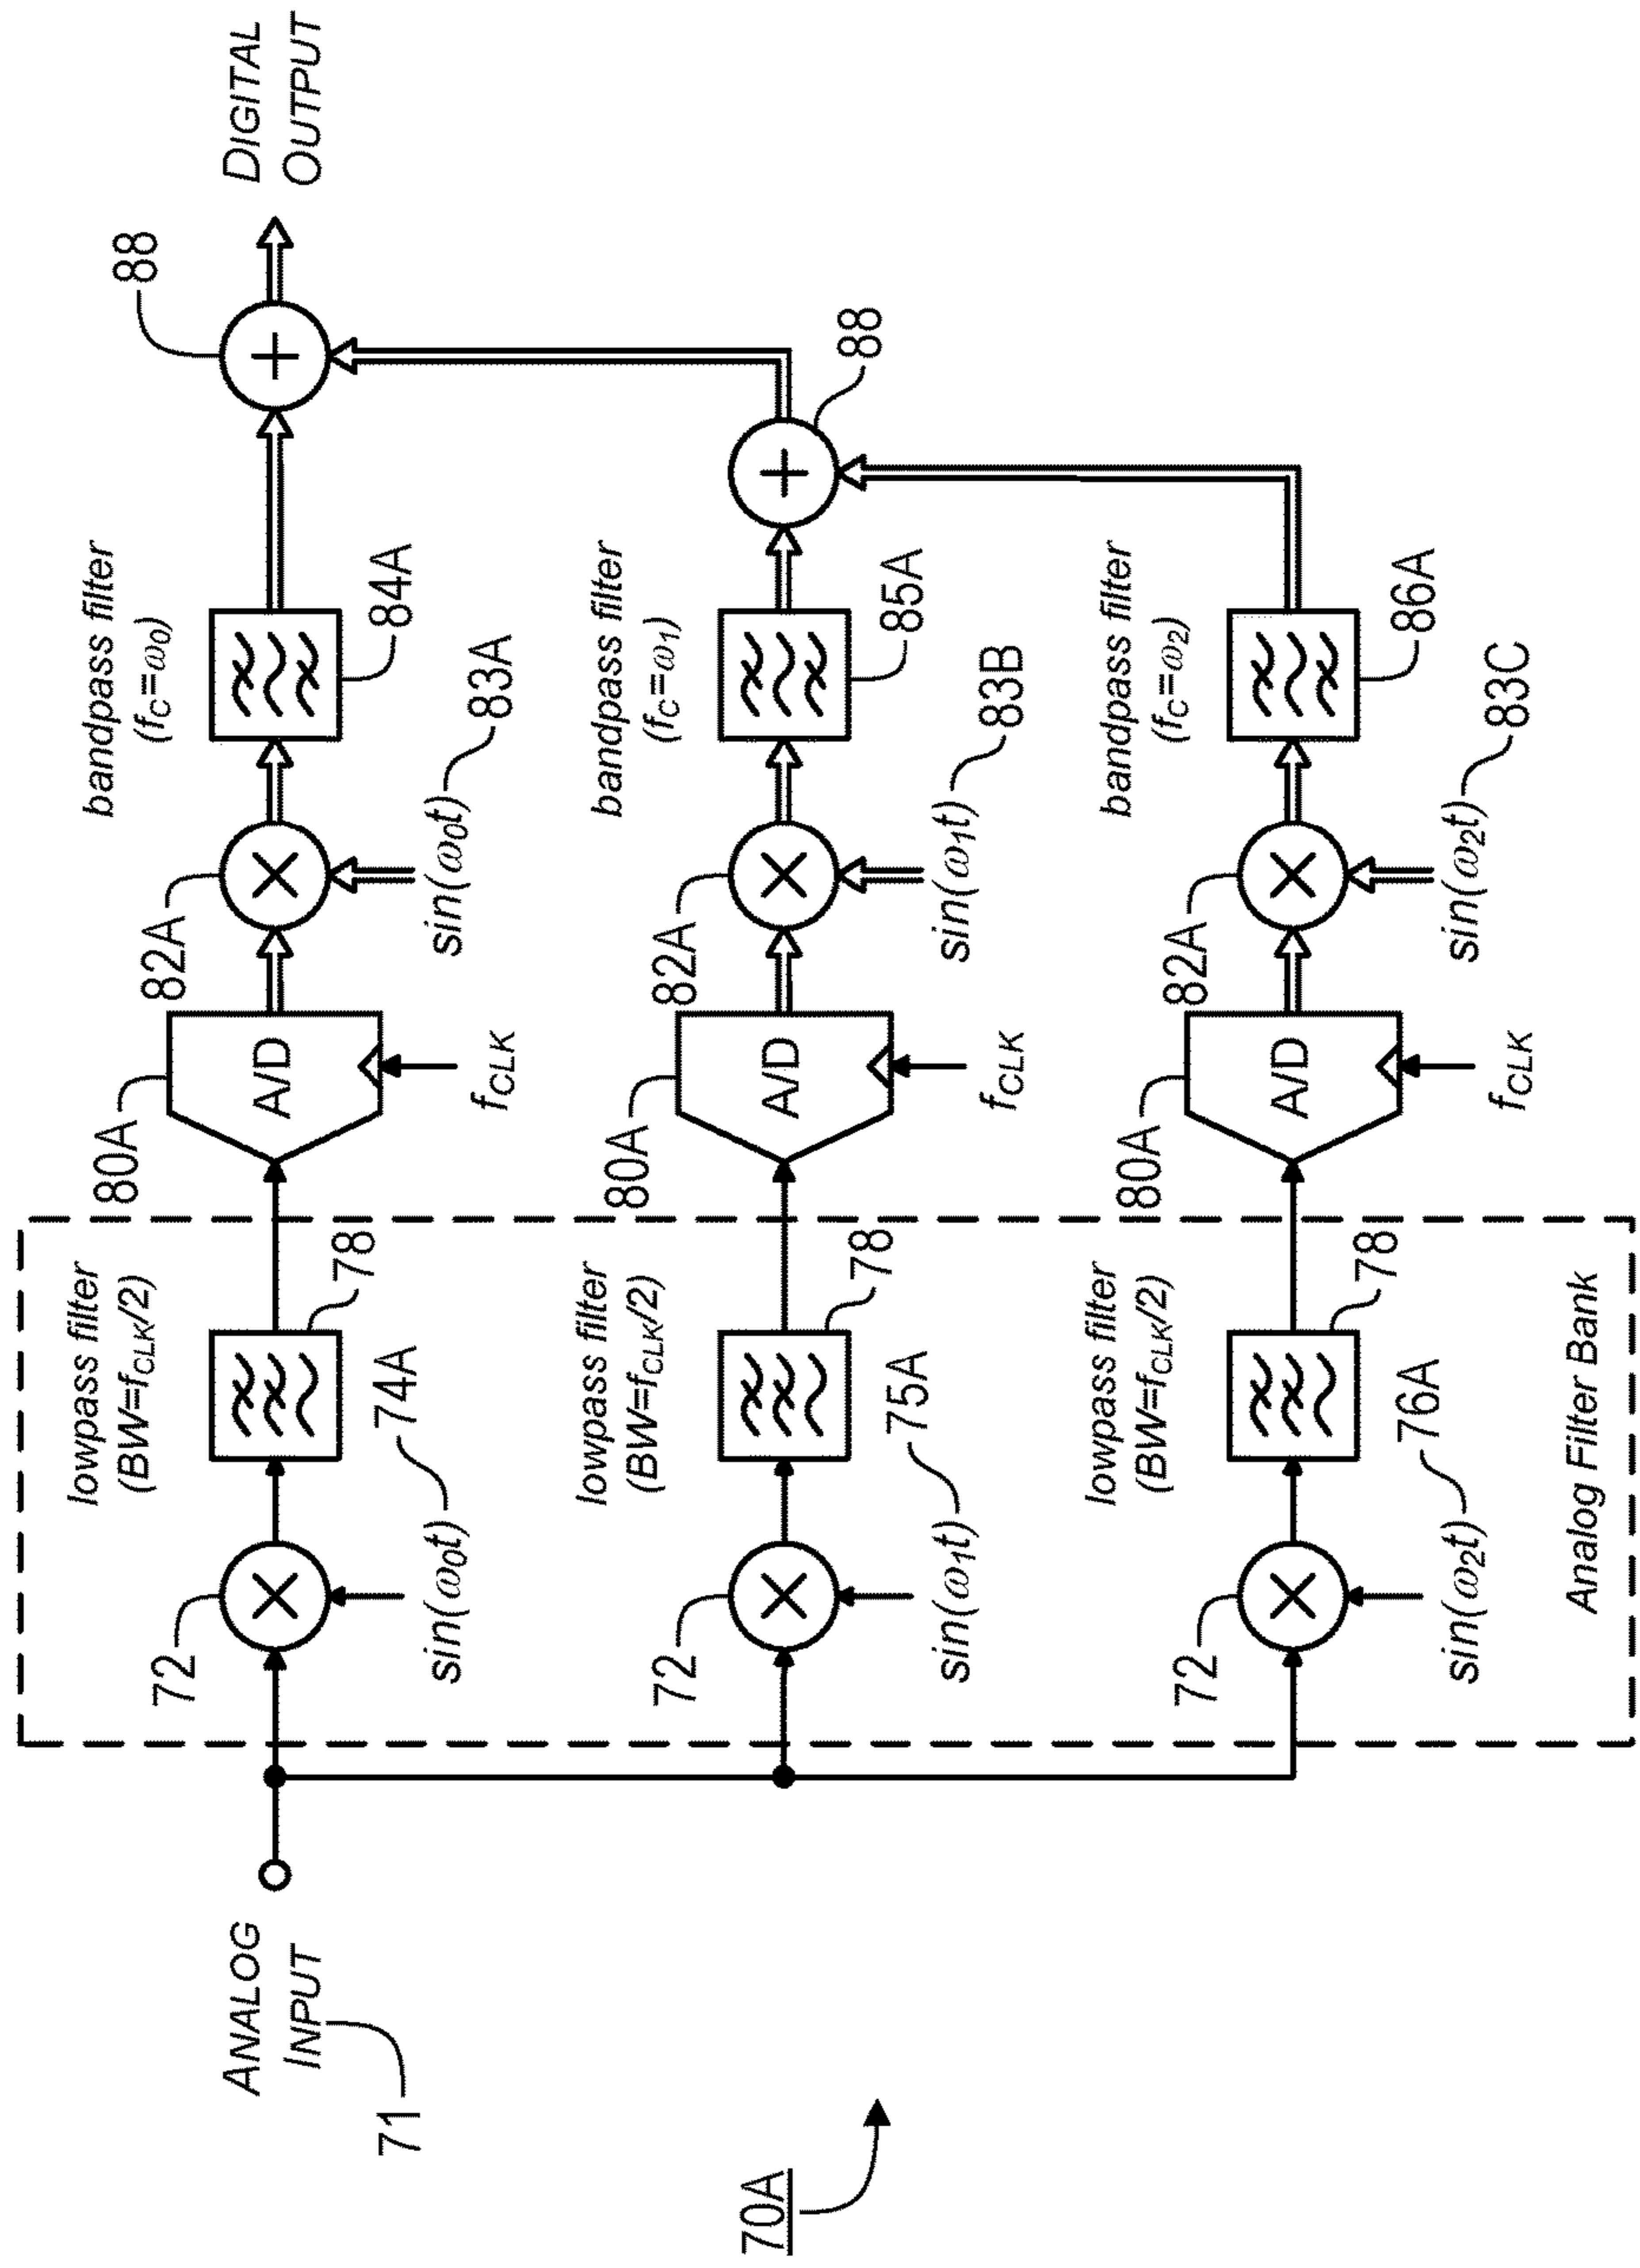 ANALOG
INPUT
71
70A
72
sin(ω0t)
74A
lowpass filter
(BW=fCLK/2)
78
80A
A/D
fCLK
82A
sin(ω0t)
83A
bandpass filter
(fC=ω0)
84A
88
DIGITAL
OUTPUT
72
sin(ω1t)
75A
lowpass filter
(BW=fCLK/2)
78
80A
A/D
fCLK
82A
sin(ω1t)
83B
bandpass filter
(fC=ω1)
85A
88
72
sin(ω2t)
76A
lowpass filter
(BW=fCLK/2)
78
80A
A/D
fCLK
82A
sin(ω2t)
83C
bandpass filter
(fC=ω2)
86A
Analog Filter Bank